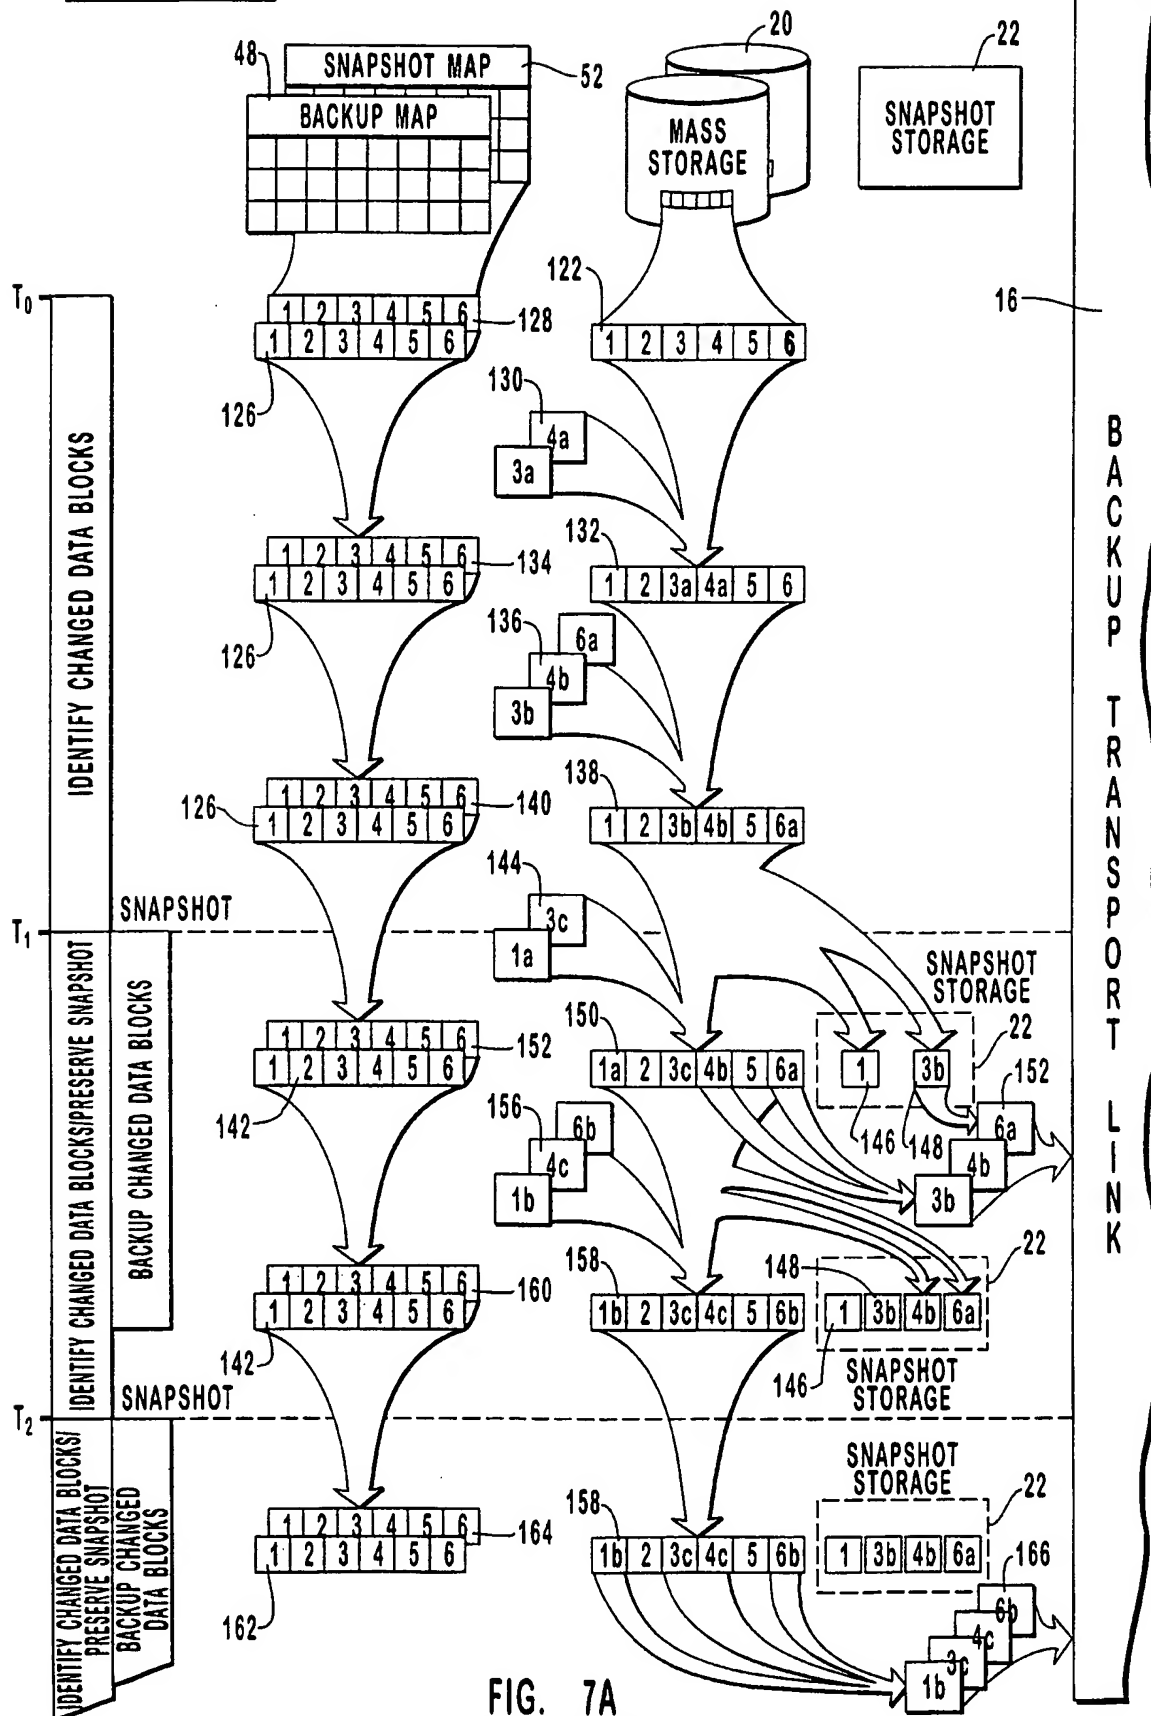 20
22
48
SNAPSHOT MAP
52
BACKUP MAP
MASS
STORAGE
SNAPSHOT
STORAGE
122
T0
16
1 2 3 4 5 6
128
1 2 3 4 5 6
1 2 3 4 5 6
126
130
4a
3a
IDENTIFY CHANGED DATA BLOCKS
BACKUP TRANSPORT LINK
132
1 2 3 4 5 6
134
1 2 3 4 5 6
1 2 3a 4a 5 6
126
136
6a
4b
3b
138
1 2 3 4 5 6
140
126
1 2 3 4 5 6
1 2 3b 4b 5 6a
144
3c
1a
SNAPSHOT
T1
SNAPSHOT
STORAGE
IDENTIFY CHANGED DATA BLOCKS/PRESERVE SNAPSHOT
BACKUP CHANGED DATA BLOCKS
150
22
1 2 3 4 5 6
152
1 2 3 4 5 6
1a 2 3c 4b 5 6a
1
3b
152
142
156
6b
4c
1b
146
148
6a
4b
3b
22
158
148
1 2 3 4 5 6
160
1 2 3 4 5 6
1b 2 3c 4c 5 6b
1 3b 4b 6a
142
146
SNAPSHOT
STORAGE
SNAPSHOT
T2
SNAPSHOT
STORAGE
IDENTIFY CHANGED DATA BLOCKS/
PRESERVE SNAPSHOT
BACKUP CHANGED
DATA BLOCKS
22
158
1 2 3 4 5 6
164
1 2 3 4 5 6
1b 2 3c 4c 5 6b
1 3b 4b 6a
166
162
6b
4c
3c
1b
FIG. 7A